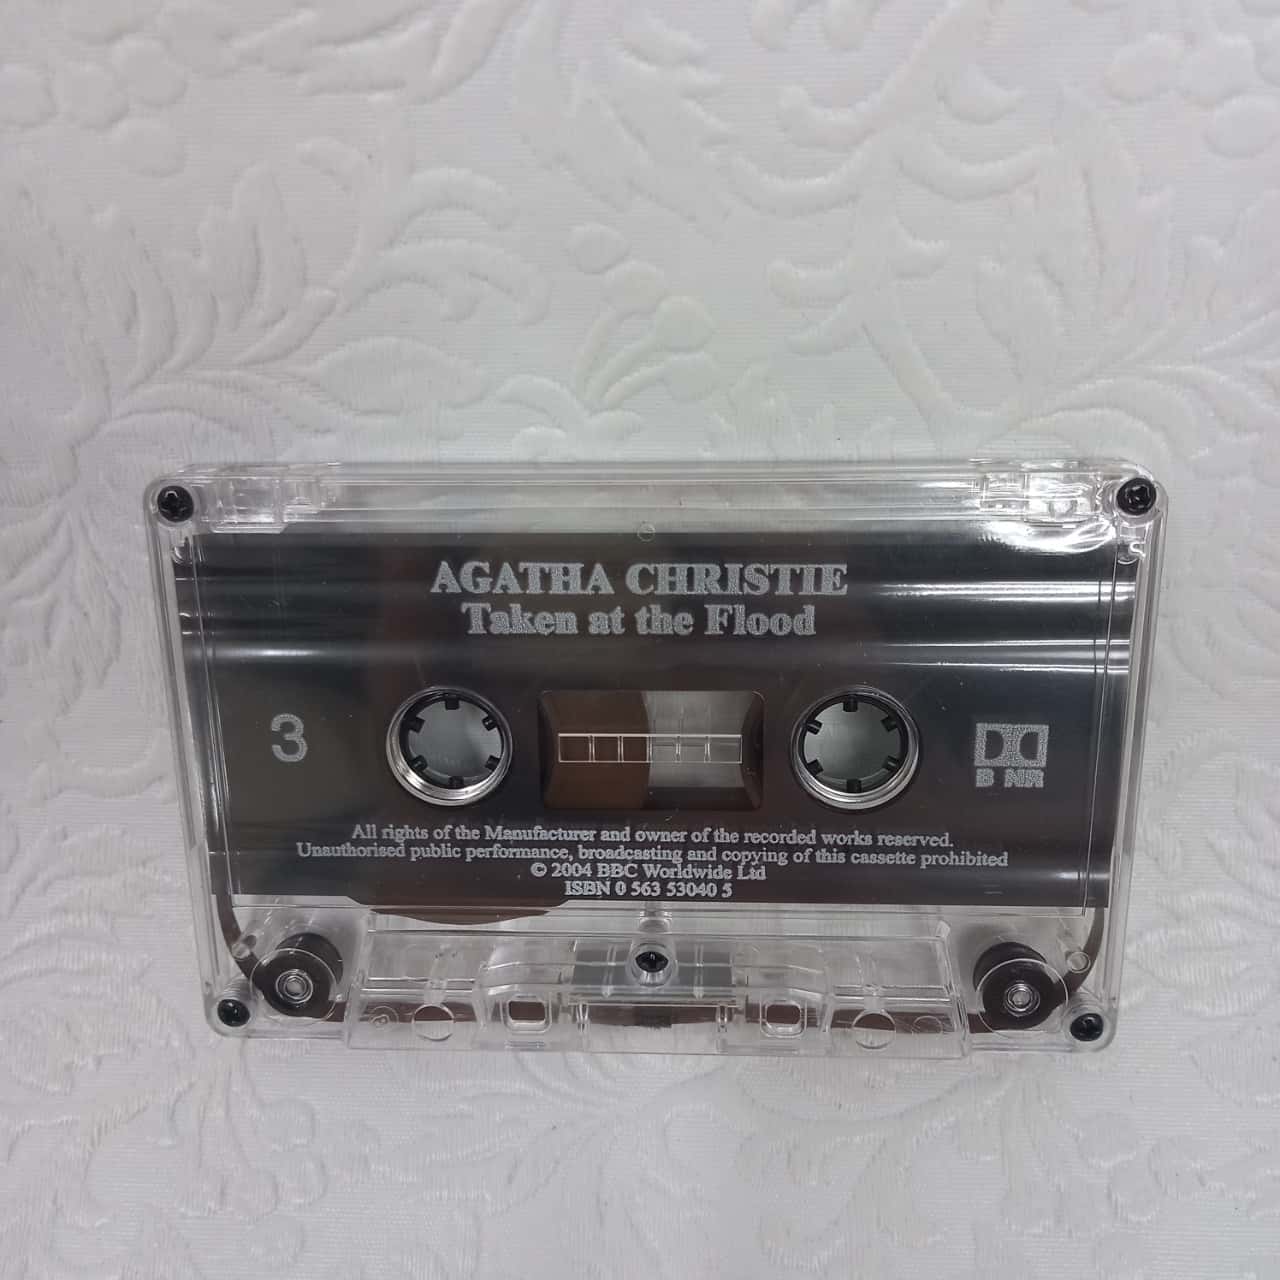 AGATHA CHRISTIE
Taken at the Flood
3
B NR
All rights of the Manufacturer and owner of the recorded works reserved.
Unauthorised public performance, broadcasting and copying of this cassette prohibited
© 2004 BBC Worldwide Ltd
ISBN 0 563 53040 5